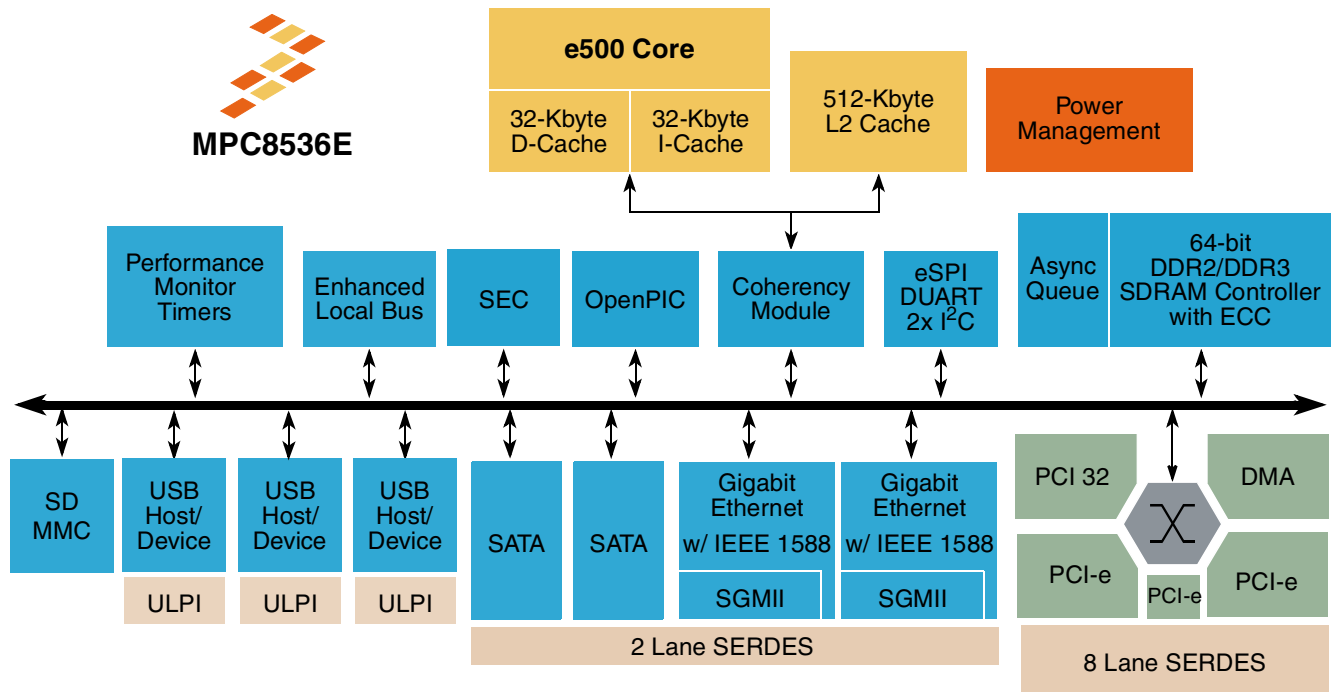 MPC8536E
e500 Core
32-Kbyte
D-Cache
32-Kbyte
I-Cache
512-Kbyte
L2 Cache
Power
Management
Performance
Monitor
Timers
Enhanced
Local Bus
SEC
OpenPIC
Coherency
Module
eSPI
DUART
2x I²C
Async
Queue
64-bit
DDR2/DDR3
SDRAM Controller
with ECC
SD
MMC
USB
Host/
Device
ULPI
USB
Host/
Device
ULPI
USB
Host/
Device
ULPI
SATA
SATA
Gigabit
Ethernet
w/ IEEE 1588
SGMII
Gigabit
Ethernet
w/ IEEE 1588
SGMII
2 Lane SERDES
PCI 32
DMA
PCI-e
PCI-e
PCI-e
8 Lane SERDES